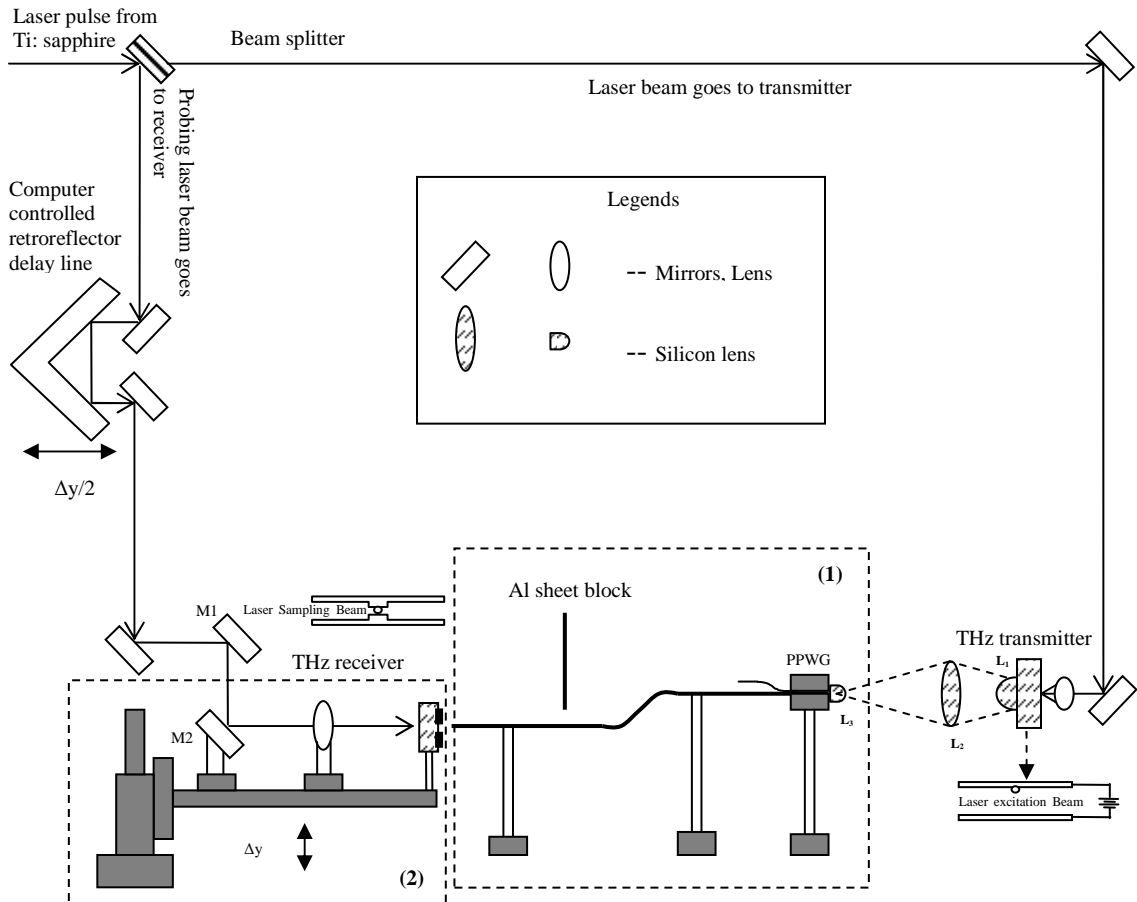 Laser pulse from
Ti: sapphire
Beam splitter
Laser beam goes to transmitter
Probing laser beam goes
to receiver
Computer
controlled
retroreflector
delay line
Legends
-- Mirrors, Lens
-- Silicon lens
Δy/2
(1)
Al sheet block
M1
Laser Sampling Beam
THz receiver
PPWG
THz transmitter
L₁
L₃
L₂
M2
Laser excitation Beam
Δy
(2)